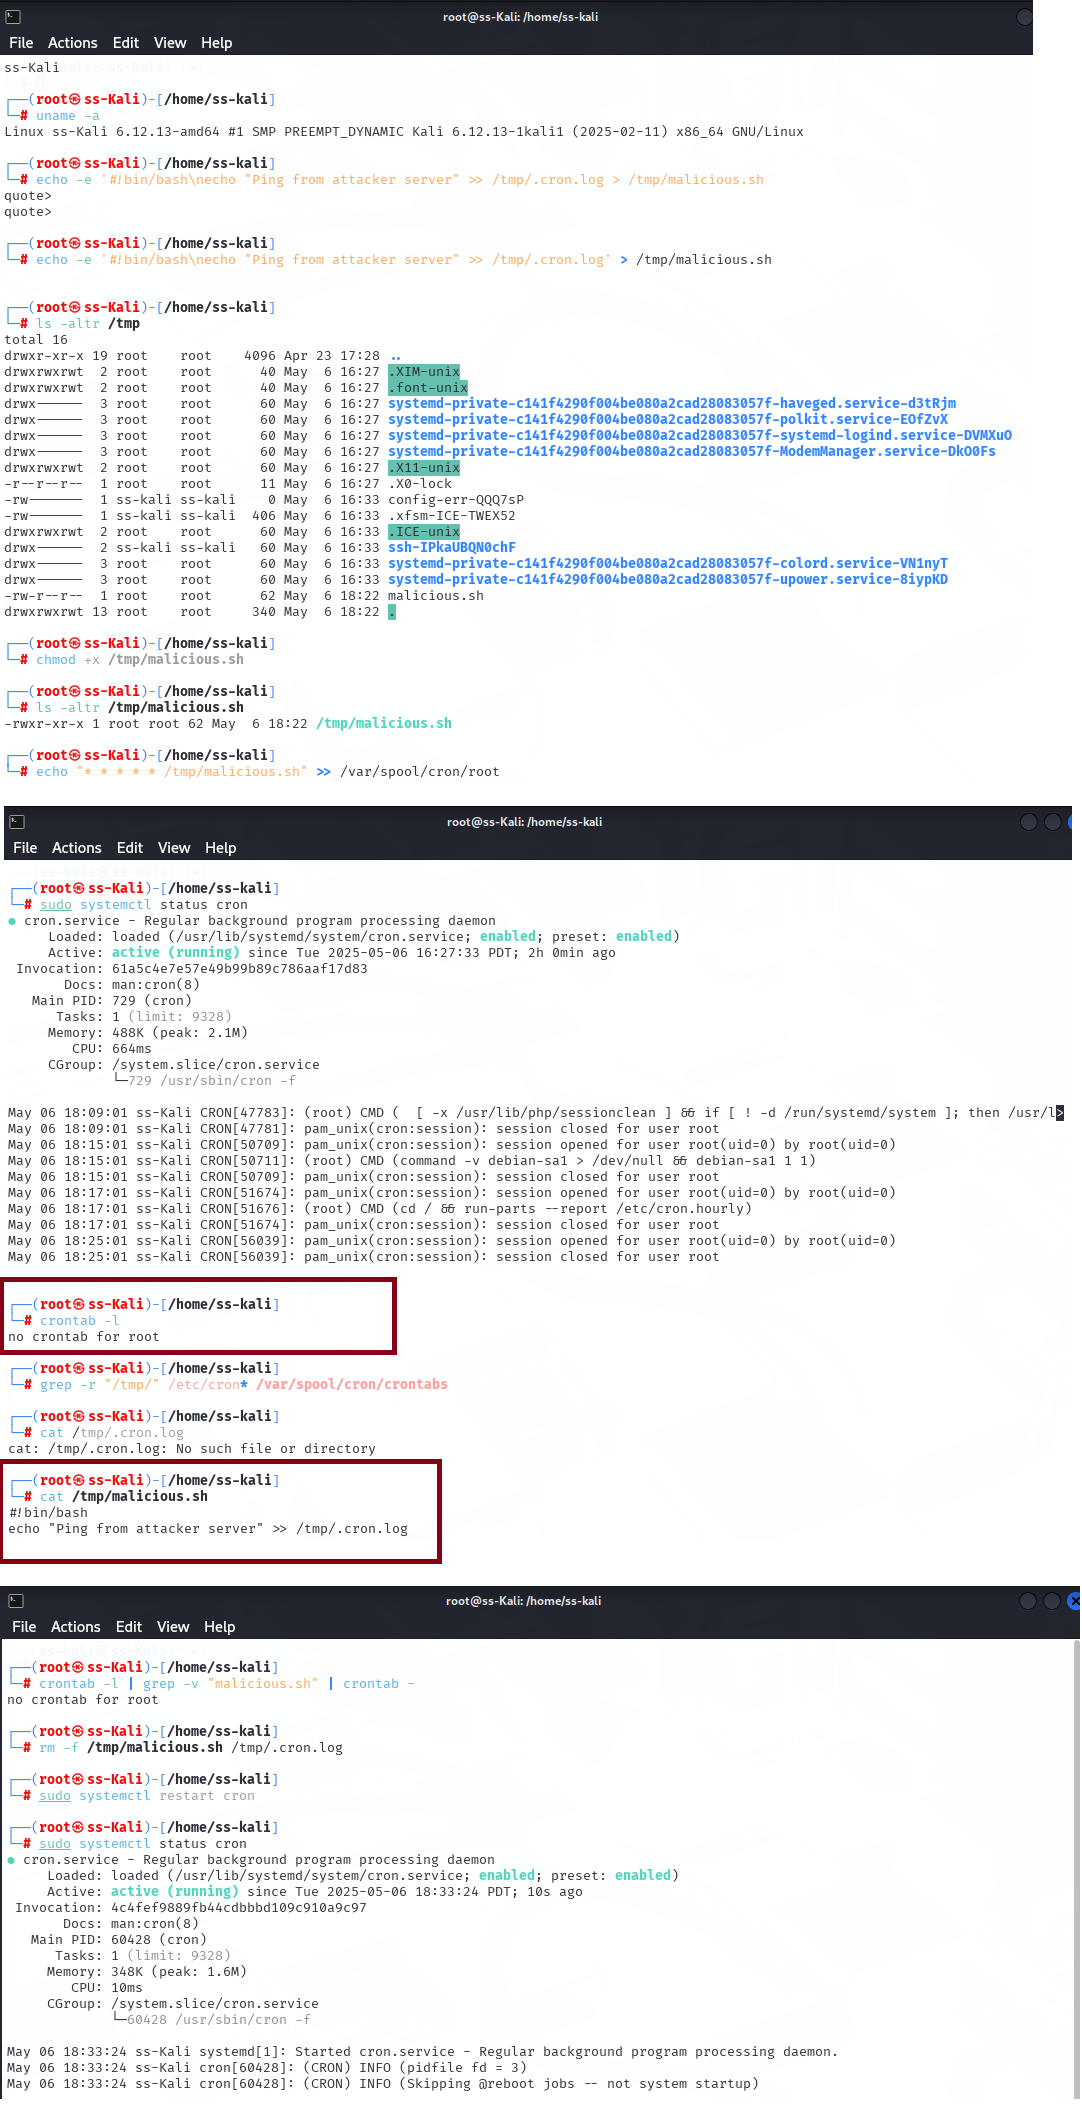 root@ss-Kali: /home/ss-kali
File Actions Edit View Help
ss-Kali
┌──(root㉿ss-Kali)-[/home/ss-kali]
└─# uname -a
Linux ss-Kali 6.12.13-amd64 #1 SMP PREEMPT_DYNAMIC Kali 6.12.13-1kali1 (2025-02-11) x86_64 GNU/Linux
┌──(root㉿ss-Kali)-[/home/ss-kali]
└─# echo -e '#!bin/bash\necho "Ping from attacker server" >> /tmp/.cron.log > /tmp/malicious.sh
quote>
quote>
┌──(root㉿ss-Kali)-[/home/ss-kali]
└─# echo -e '#!bin/bash\necho "Ping from attacker server" >> /tmp/.cron.log' > /tmp/malicious.sh
┌──(root㉿ss-Kali)-[/home/ss-kali]
└─# ls -altr /tmp
total 16
drwxr-xr-x 19 root    root    4096 Apr 23 17:28 ..
drwxrwxrwt  2 root    root      40 May  6 16:27 .XIM-unix
drwxrwxrwt  2 root    root      40 May  6 16:27 .font-unix
drwx------  3 root    root      60 May  6 16:27 systemd-private-c141f4290f004be080a2cad28083057f-haveged.service-d3tRjm
drwx------  3 root    root      60 May  6 16:27 systemd-private-c141f4290f004be080a2cad28083057f-polkit.service-EOfZvX
drwx------  3 root    root      60 May  6 16:27 systemd-private-c141f4290f004be080a2cad28083057f-systemd-logind.service-DVMXuO
drwx------  3 root    root      60 May  6 16:27 systemd-private-c141f4290f004be080a2cad28083057f-ModemManager.service-DkO0Fs
drwxrwxrwt  2 root    root      60 May  6 16:27 .X11-unix
-r--r--r--  1 root    root      11 May  6 16:27 .X0-lock
-rw-------  1 ss-kali ss-kali   0 May  6 16:33 config-err-QQQ7sP
-rw-------  1 ss-kali ss-kali  406 May  6 16:33 .xfsm-ICE-TWEX52
drwxrwxrwt  2 root    root      60 May  6 16:33 .ICE-unix
drwx------  2 ss-kali ss-kali   60 May  6 16:33 ssh-IPkaUBQN0chF
drwx------  3 root    root      60 May  6 16:33 systemd-private-c141f4290f004be080a2cad28083057f-colord.service-VN1nyT
drwx------  3 root    root      60 May  6 16:33 systemd-private-c141f4290f004be080a2cad28083057f-upower.service-8iypKD
-rw-r--r--  1 root    root      62 May  6 18:22 malicious.sh
drwxrwxrwt 13 root    root     340 May  6 18:22 .
┌──(root㉿ss-Kali)-[/home/ss-kali]
└─# chmod +x /tmp/malicious.sh
┌──(root㉿ss-Kali)-[/home/ss-kali]
└─# ls -altr /tmp/malicious.sh
-rwxr-xr-x 1 root root 62 May  6 18:22 /tmp/malicious.sh
┌──(root㉿ss-Kali)-[/home/ss-kali]
└─# echo "* * * * * /tmp/malicious.sh" >> /var/spool/cron/root
root@ss-Kali: /home/ss-kali
File Actions Edit View Help
┌──(root㉿ss-Kali)-[/home/ss-kali]
└─# sudo systemctl status cron
● cron.service - Regular background program processing daemon
Loaded: loaded (/usr/lib/systemd/system/cron.service; enabled; preset: enabled)
Active: active (running) since Tue 2025-05-06 16:27:33 PDT; 2h 0min ago
Invocation: 61a5c4e7e57e49b99b89c786aaf17d83
Docs: man:cron(8)
Main PID: 729 (cron)
Tasks: 1 (limit: 9328)
Memory: 488K (peak: 2.1M)
CPU: 664ms
CGroup: /system.slice/cron.service
└─729 /usr/sbin/cron -f
May 06 18:09:01 ss-Kali CRON[47783]: (root) CMD (  [ -x /usr/lib/php/sessionclean ] && if [ ! -d /run/systemd/system ]; then /usr/l>
May 06 18:09:01 ss-Kali CRON[47781]: pam_unix(cron:session): session closed for user root
May 06 18:15:01 ss-Kali CRON[50709]: pam_unix(cron:session): session opened for user root(uid=0) by root(uid=0)
May 06 18:15:01 ss-Kali CRON[50711]: (root) CMD (command -v debian-sa1 > /dev/null && debian-sa1 1 1)
May 06 18:15:01 ss-Kali CRON[50709]: pam_unix(cron:session): session closed for user root
May 06 18:17:01 ss-Kali CRON[51674]: pam_unix(cron:session): session opened for user root(uid=0) by root(uid=0)
May 06 18:17:01 ss-Kali CRON[51676]: (root) CMD (cd / && run-parts --report /etc/cron.hourly)
May 06 18:17:01 ss-Kali CRON[51674]: pam_unix(cron:session): session closed for user root
May 06 18:25:01 ss-Kali CRON[56039]: pam_unix(cron:session): session opened for user root(uid=0) by root(uid=0)
May 06 18:25:01 ss-Kali CRON[56039]: pam_unix(cron:session): session closed for user root
┌──(root㉿ss-Kali)-[/home/ss-kali]
└─# crontab -l
no crontab for root
┌──(root㉿ss-Kali)-[/home/ss-kali]
└─# grep -r "/tmp/" /etc/cron* /var/spool/cron/crontabs
┌──(root㉿ss-Kali)-[/home/ss-kali]
└─# cat /tmp/.cron.log
cat: /tmp/.cron.log: No such file or directory
┌──(root㉿ss-Kali)-[/home/ss-kali]
└─# cat /tmp/malicious.sh
#!bin/bash
echo "Ping from attacker server" >> /tmp/.cron.log
root@ss-Kali: /home/ss-kali
File Actions Edit View Help
┌──(root㉿ss-Kali)-[/home/ss-kali]
└─# crontab -l | grep -v "malicious.sh" | crontab -
no crontab for root
┌──(root㉿ss-Kali)-[/home/ss-kali]
└─# rm -f /tmp/malicious.sh /tmp/.cron.log
┌──(root㉿ss-Kali)-[/home/ss-kali]
└─# sudo systemctl restart cron
┌──(root㉿ss-Kali)-[/home/ss-kali]
└─# sudo systemctl status cron
● cron.service - Regular background program processing daemon
Loaded: loaded (/usr/lib/systemd/system/cron.service; enabled; preset: enabled)
Active: active (running) since Tue 2025-05-06 18:33:24 PDT; 10s ago
Invocation: 4c4fef9889fb44cdbbbd109c910a9c97
Docs: man:cron(8)
Main PID: 60428 (cron)
Tasks: 1 (limit: 9328)
Memory: 348K (peak: 1.6M)
CPU: 10ms
CGroup: /system.slice/cron.service
└─60428 /usr/sbin/cron -f
May 06 18:33:24 ss-Kali systemd[1]: Started cron.service - Regular background program processing daemon.
May 06 18:33:24 ss-Kali cron[60428]: (CRON) INFO (pidfile fd = 3)
May 06 18:33:24 ss-Kali cron[60428]: (CRON) INFO (Skipping @reboot jobs -- not system startup)